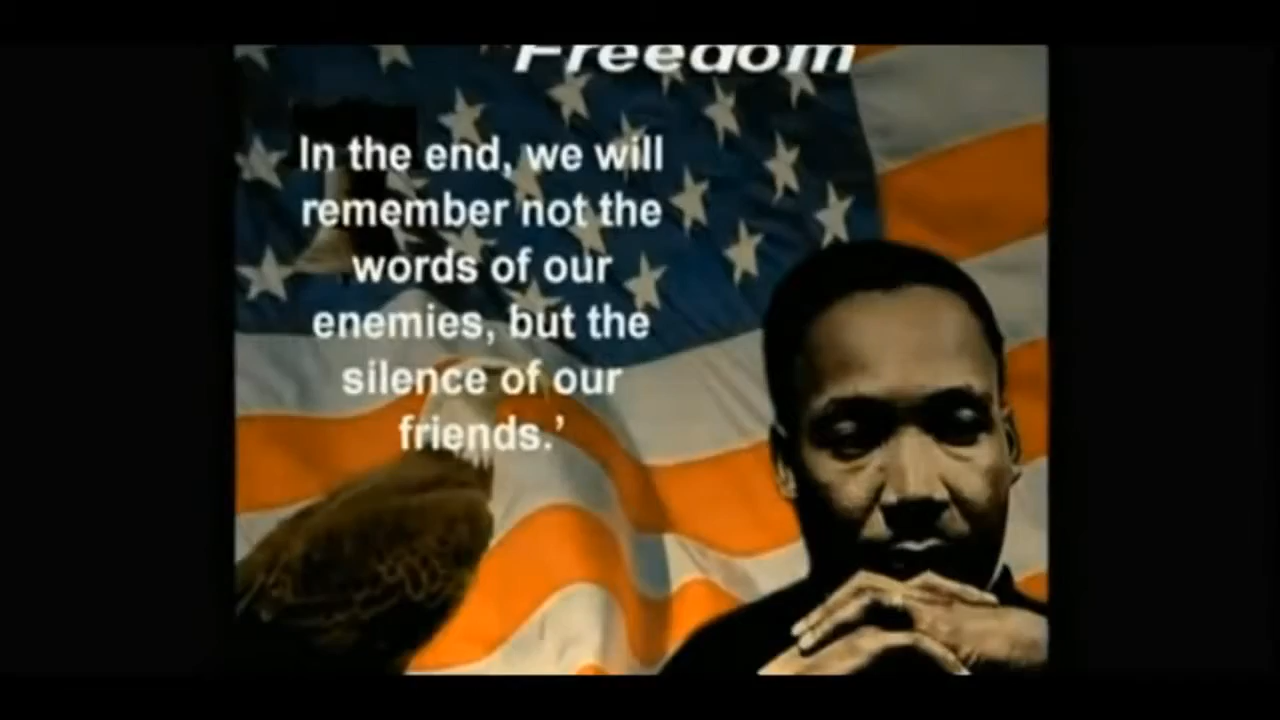 Freedom
In the end, we will
remember not the
words of our
enemies, but the
silence of our
friends.’